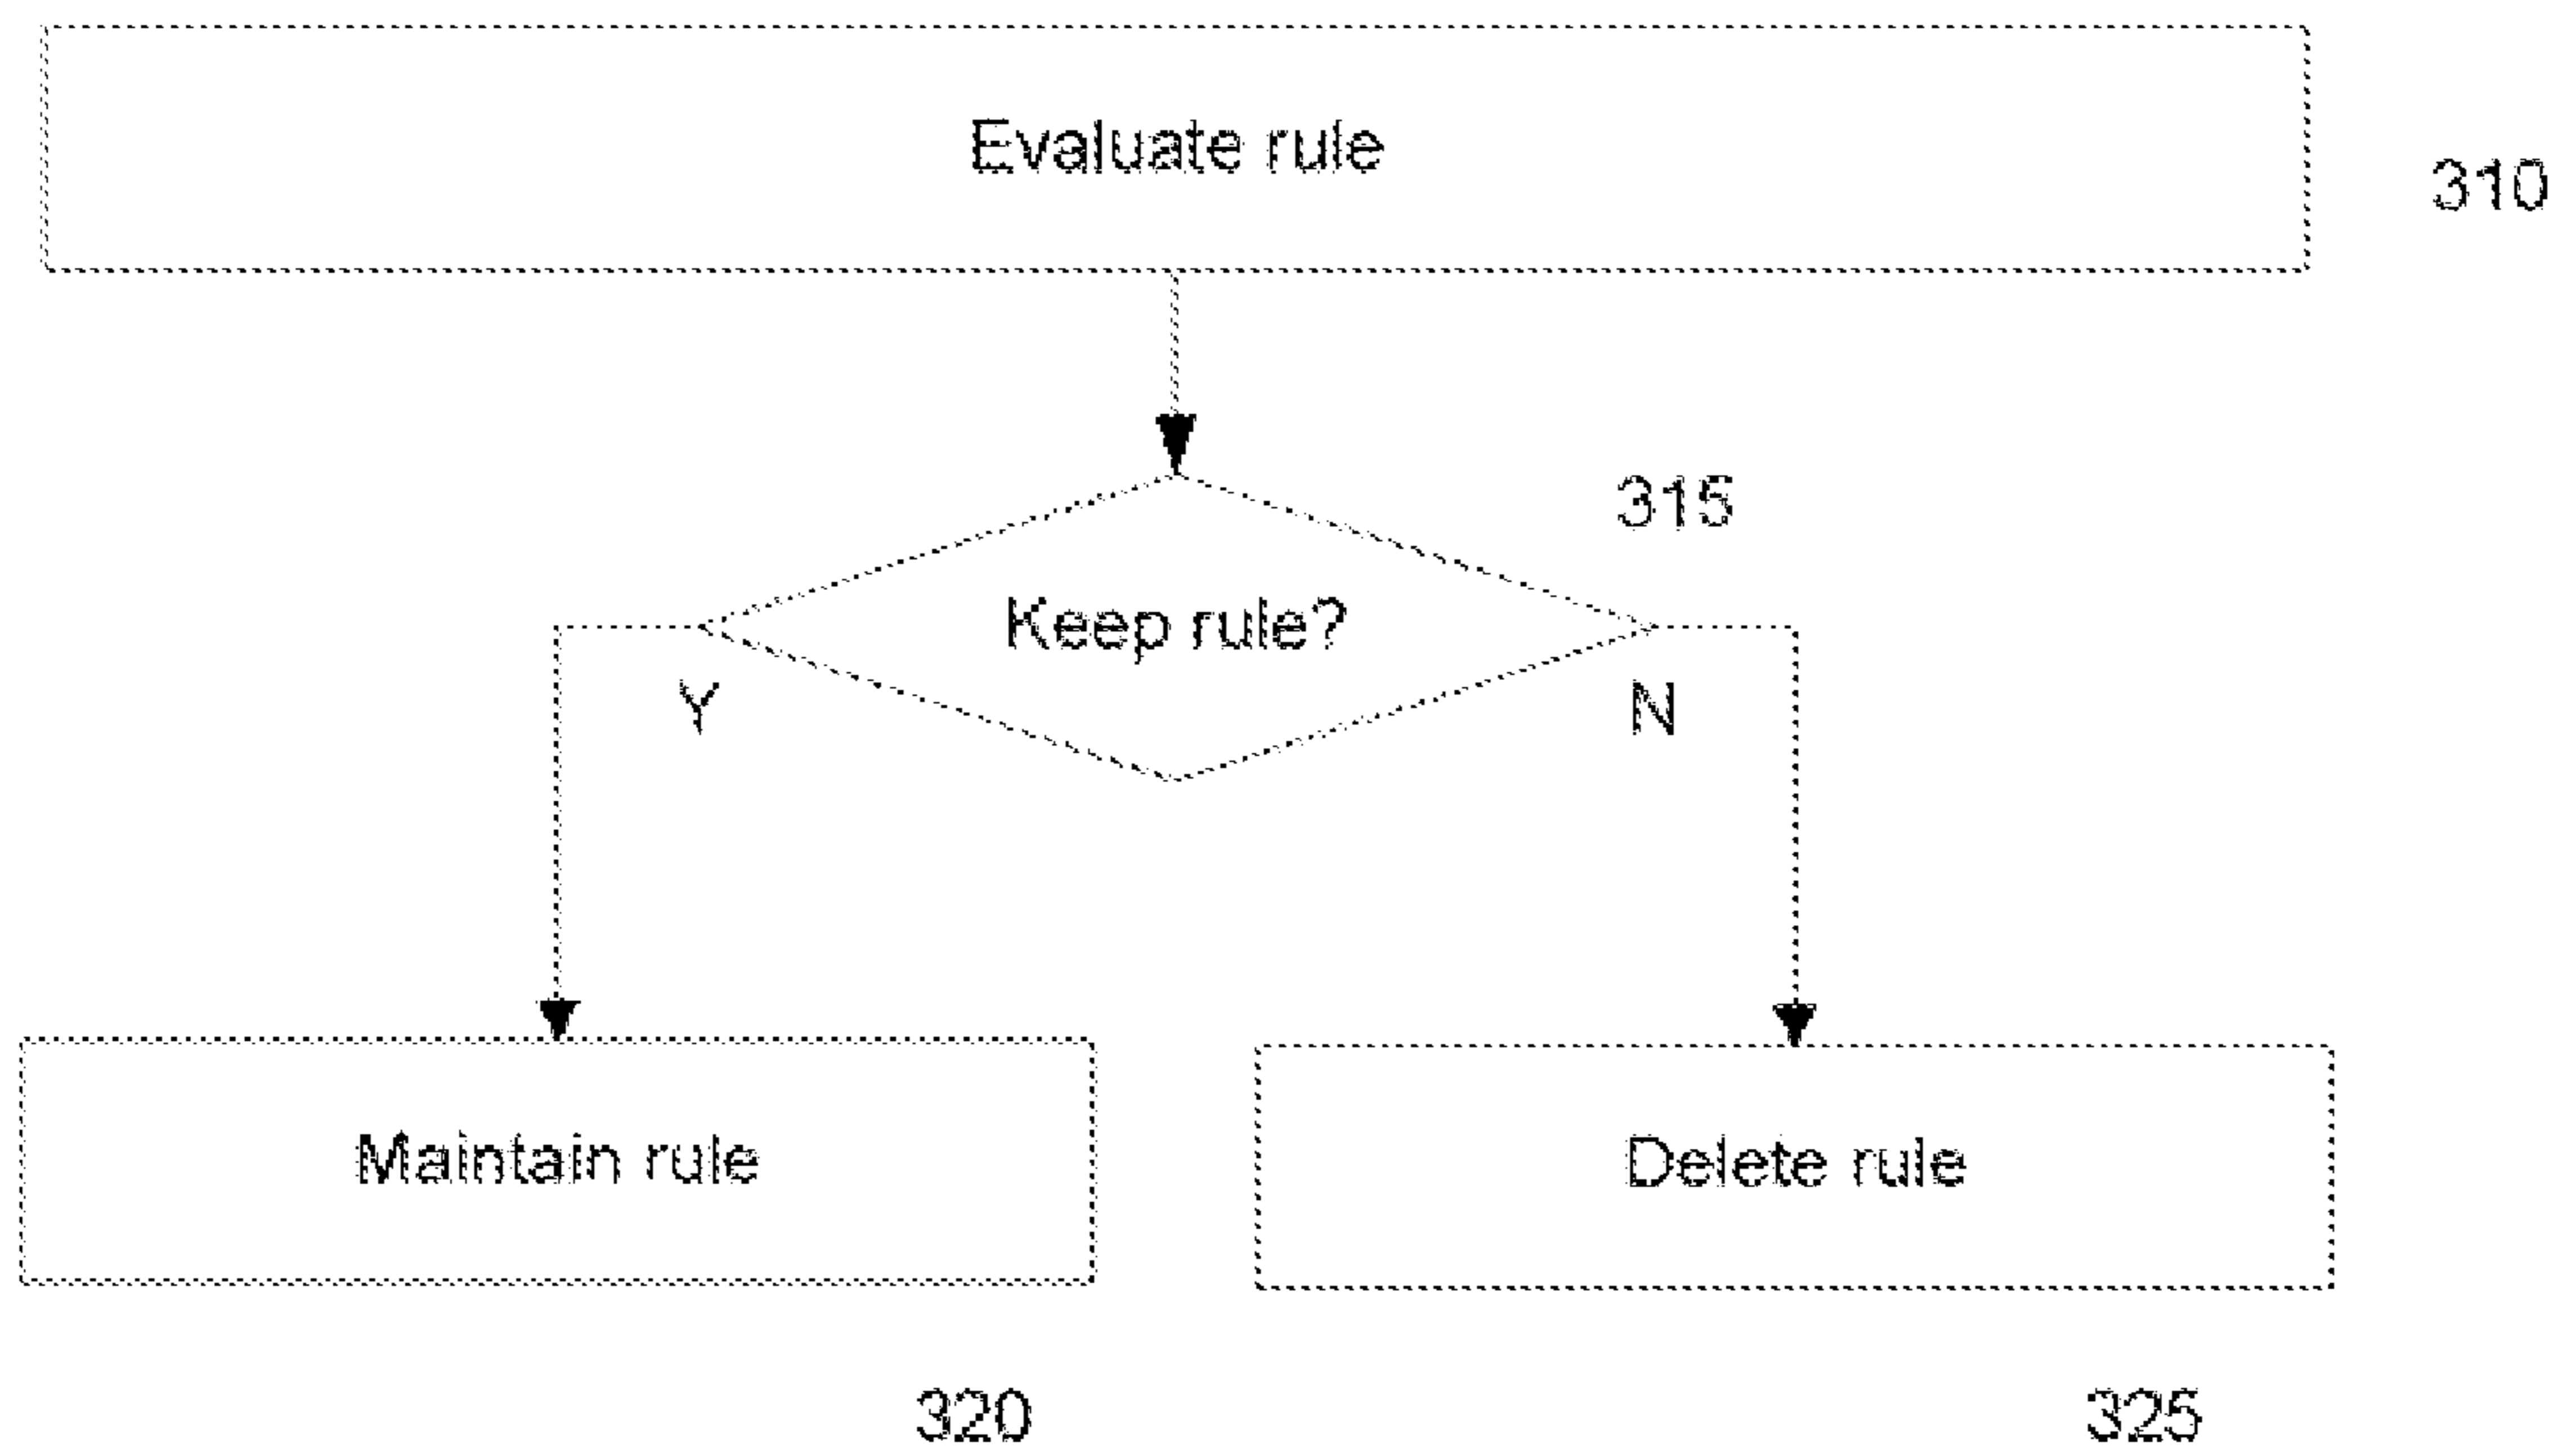 Evaluate rule
310
315
Keep rule?
Y
N
Maintain rule
Delete rule
320
325